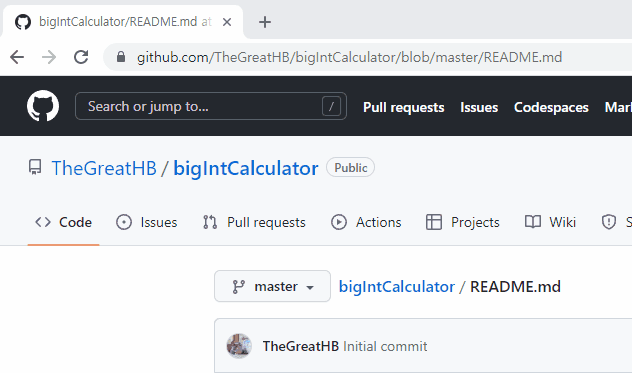 bigIntCalculator/README.md at
github.com/TheGreatHB/bigIntCalculator/blob/master/README.md
Search or jump to... / Pull requests Issues Codespaces Mar
TheGreatHB / bigIntCalculator Public
Code Issues Pull requests Actions Projects Wiki S
master bigIntCalculator / README.md
TheGreatHB Initial commit